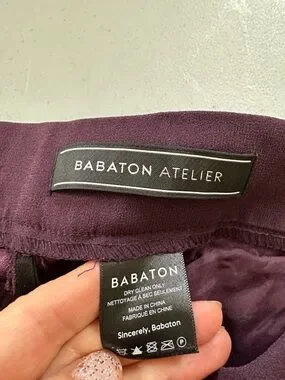 BABATON ATELIER
BABATON
DRY CLEAN ONLY
NETTOYAGE À SEC SEULEMENT
MADE IN CHINA
FABRIQUÉ EN CHINE
Sincerely, Babaton
P